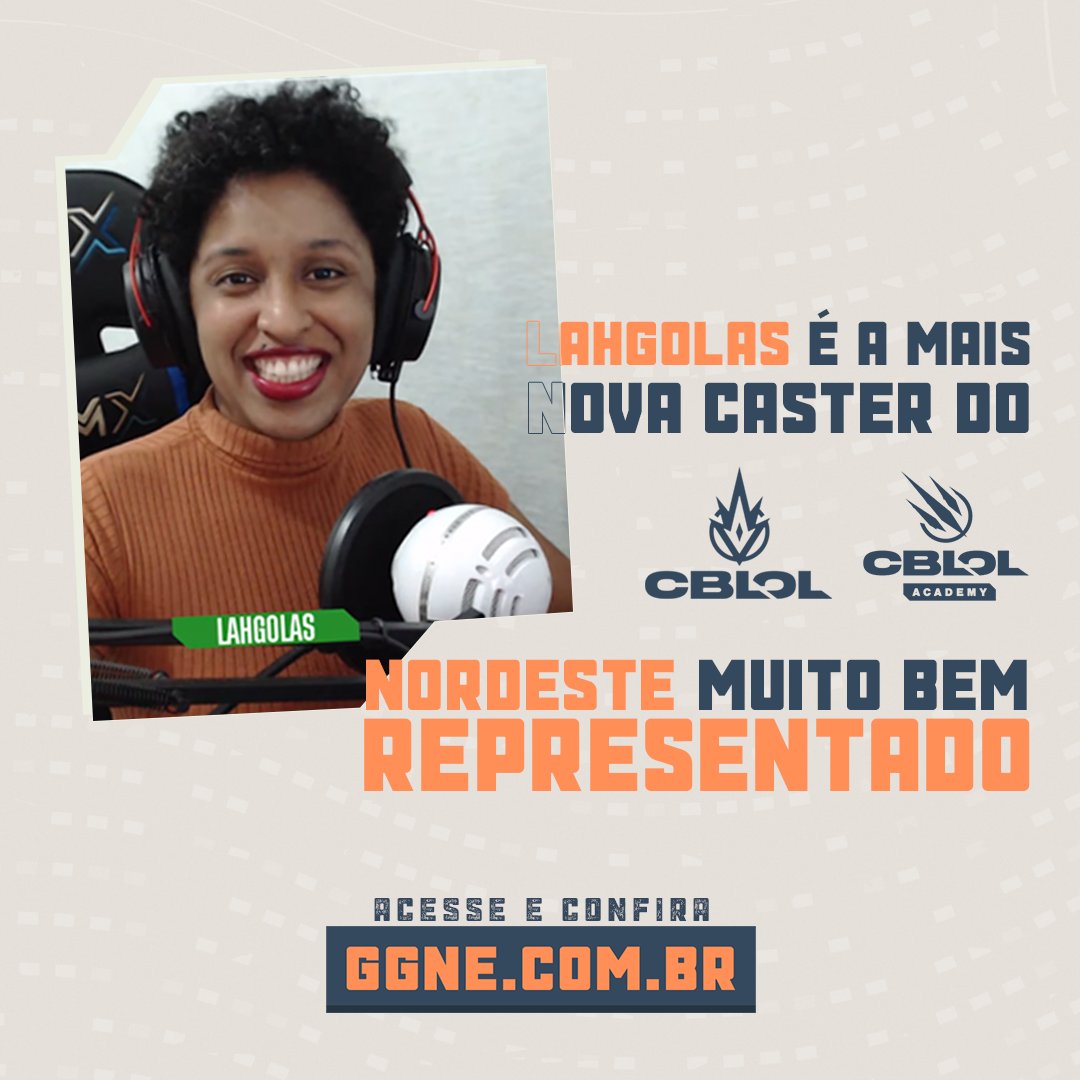 LAHGOLAS É A MAIS
NOVA CASTER DO
CBLOL
CBLOL
ACADEMY
LAHGOLAS
NORDESTE MUITO BEM
REPRESENTADO
ACESSE E CONFIRA
GGNE.COM.BR